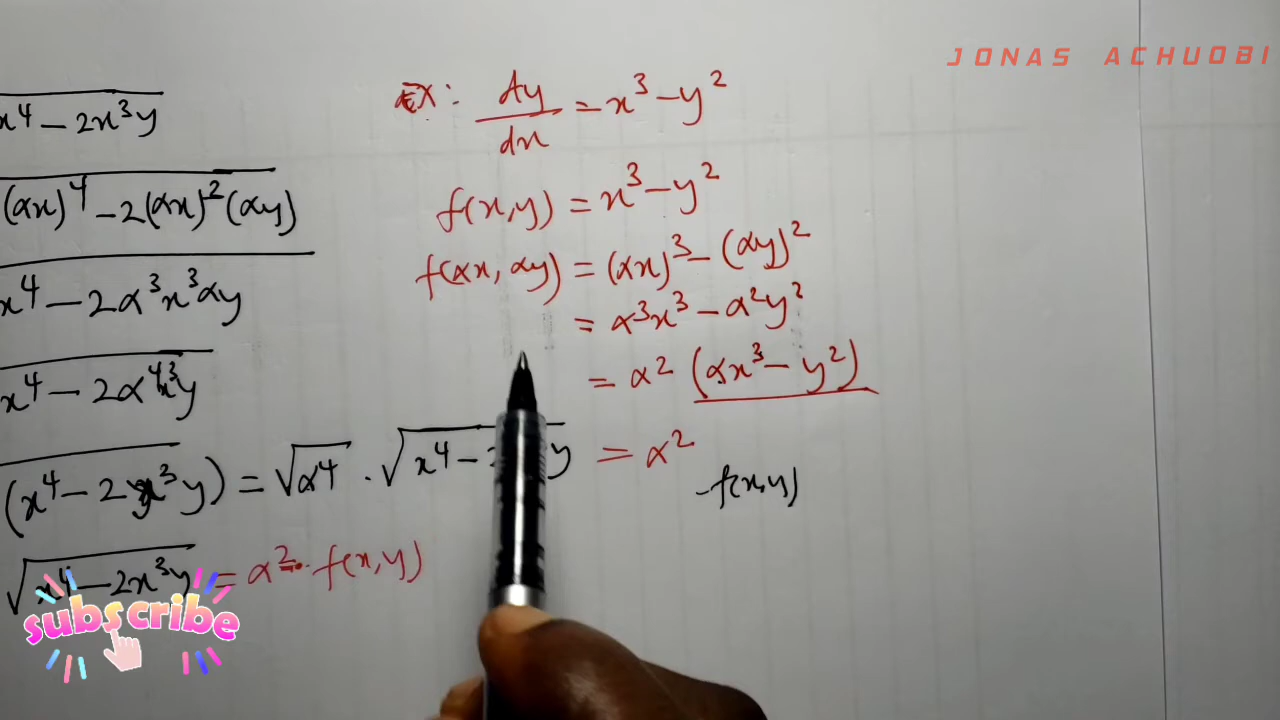 JONAS ACHUOBI
x⁴ - 2x³y
(αx)⁴ - 2(αx)²(αy)
x⁴ - 2α³x³αy
x⁴ - 2α⁴x³y
(x⁴ - 2x³y) = √α⁴ · √x⁴ - y
√x⁴ - 2x³y = α² · f(x,y)
EX: dy/dx = x³ - y²
f(x,y) = x³ - y²
f(αx, αy) = (αx)³ - (αy)²
= α³x³ - α²y²
= α² (αx³ - y²)
= α²
f(x,y)
subscribe